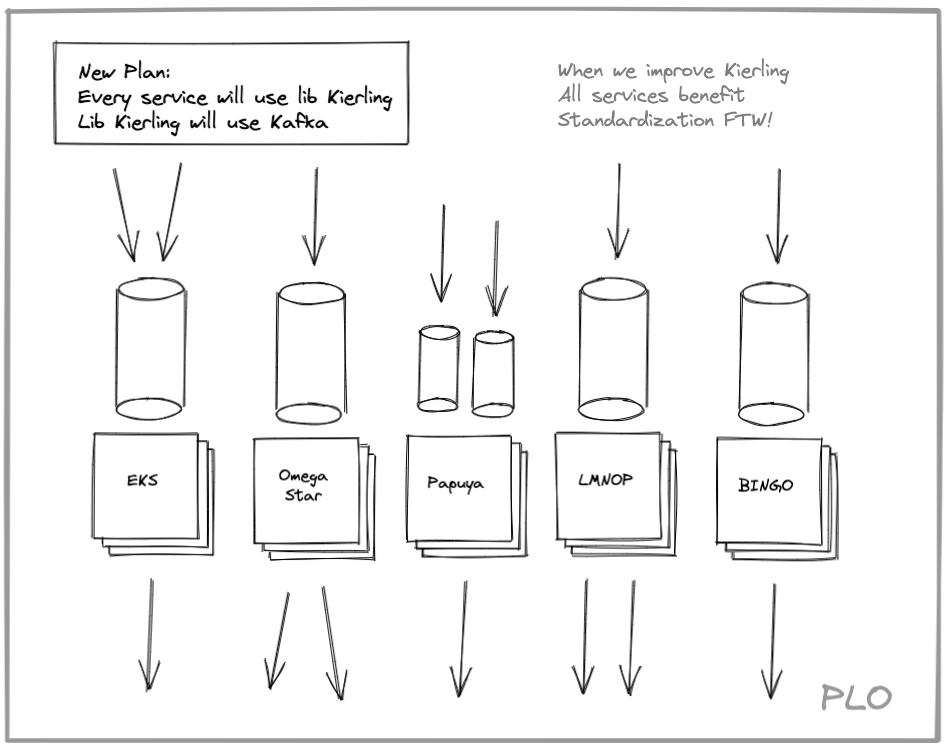 New Plan:
Every service will use lib Kierling
Lib Kierling will use Kafka
When we improve Kierling
All services benefit
Standardization FTW!
EKS
Omega
Star
Papuya
LMNOP
BINGO
PLO